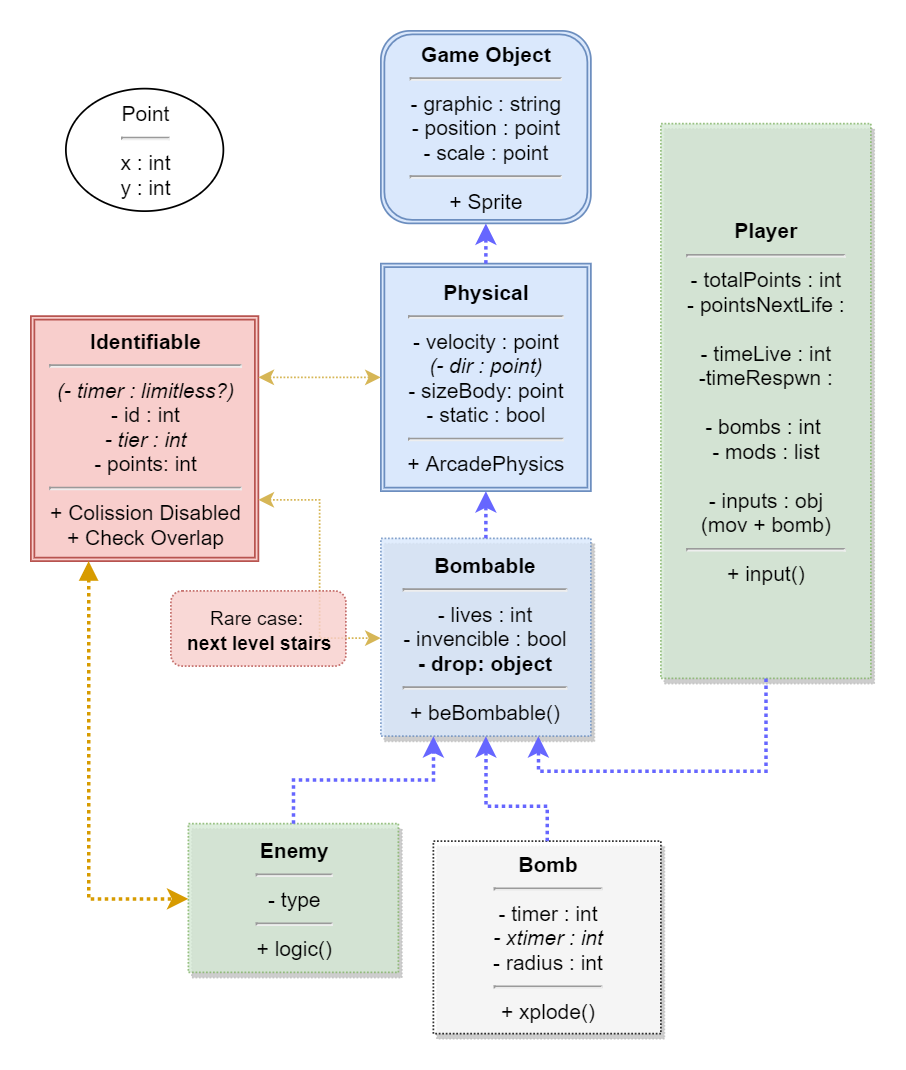 Game Object
- graphic : string
- position : point
- scale : point
+ Sprite
Point
x : int
y : int
Player
- totalPoints : int
- pointsNextLife :
- timeLive : int
-timeRespwn :
- bombs : int
- mods : list
- inputs : obj
(mov + bomb)
+ input()
Physical
- velocity : point
(- dir : point)
- sizeBody: point
- static : bool
+ ArcadePhysics
Identifiable
(- timer : limitless?)
- id : int
- tier : int
- points: int
+ Colission Disabled
+ Check Overlap
Rare case:
next level stairs
Bombable
- lives : int
- invencible : bool
- drop: object
+ beBombable()
Enemy
- type
+ logic()
Bomb
- timer : int
- xtimer : int
- radius : int
+ xplode()